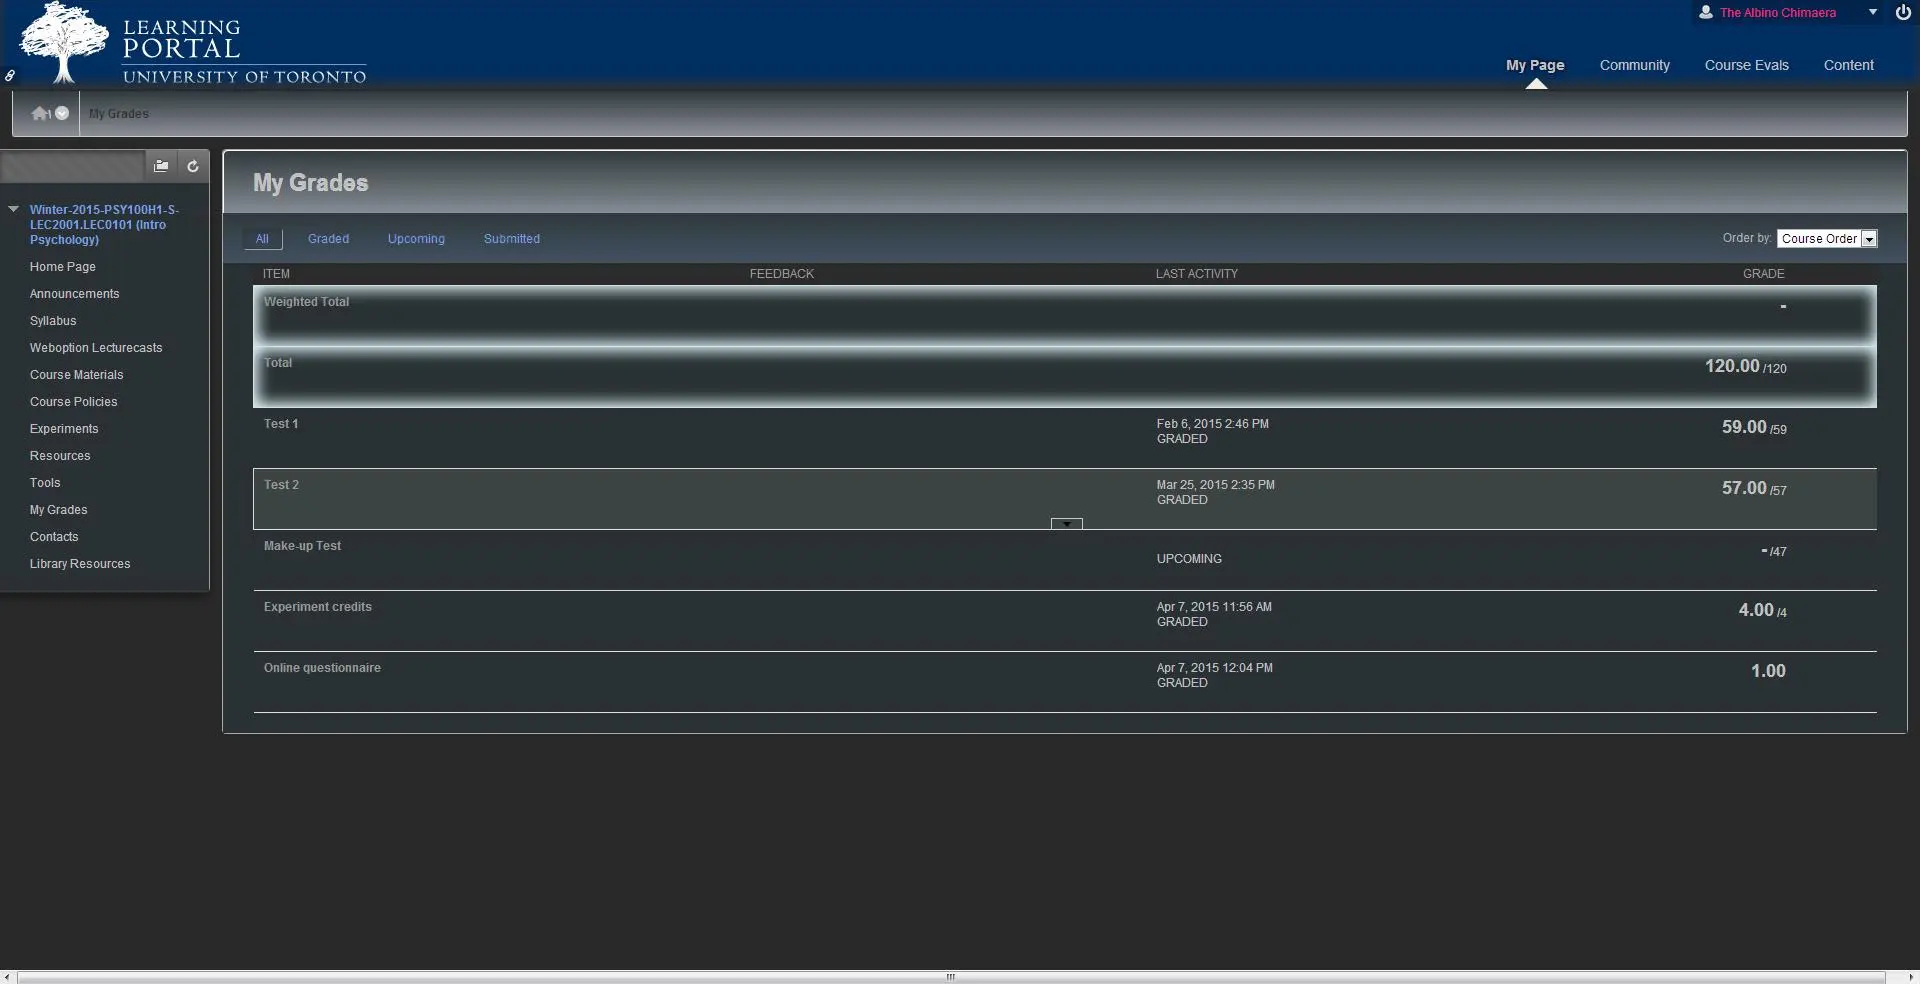 LEARNING
PORTAL
UNIVERSITY OF TORONTO
The Albino Chimaera
My Page
Community
Course Evals
Content
My Grades
Winter-2015-PSY100H1-S-
LEC2001.LEC0101 (Intro
Psychology)
Home Page
Announcements
Syllabus
Weboption Lecturecasts
Course Materials
Course Policies
Experiments
Resources
Tools
My Grades
Contacts
Library Resources
My Grades
All
Graded
Upcoming
Submitted
Order by: Course Order
ITEM FEEDBACK LAST ACTIVITY GRADE
Weighted Total -
Total 120.00 /120
Test 1 Feb 6, 2015 2:46 PM 59.00 /59
GRADED
Test 2 Mar 25, 2015 2:35 PM 57.00 /57
GRADED
Make-up Test - /47
UPCOMING
Experiment credits Apr 7, 2015 11:56 AM 4.00 /4
GRADED
Online questionnaire Apr 7, 2015 12:04 PM 1.00
GRADED